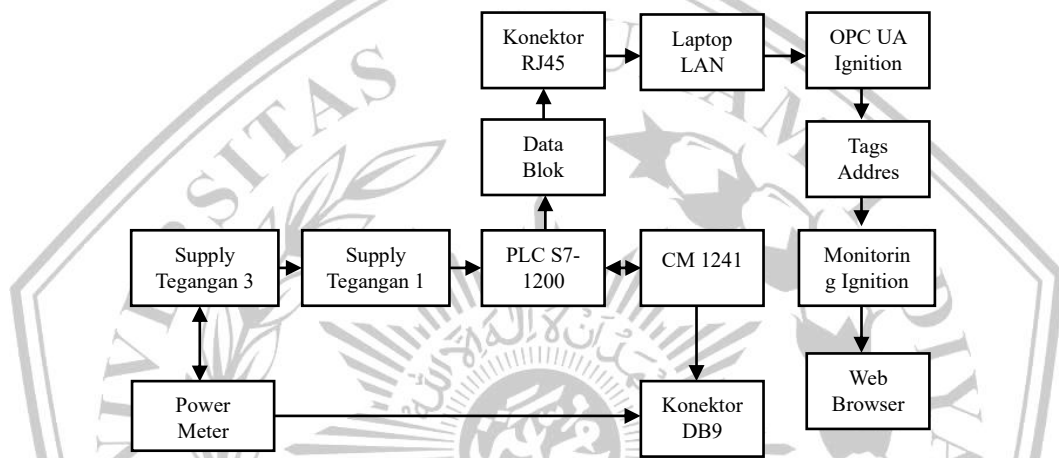 Konektor
RJ45
Laptop
LAN
OPC UA
Ignition
Data
Blok
Tags
Addres
Supply
Tegangan 3
Supply
Tegangan 1
PLC S7-
1200
CM 1241
Monitorin
g Ignition
Power
Meter
Konektor
DB9
Web
Browser